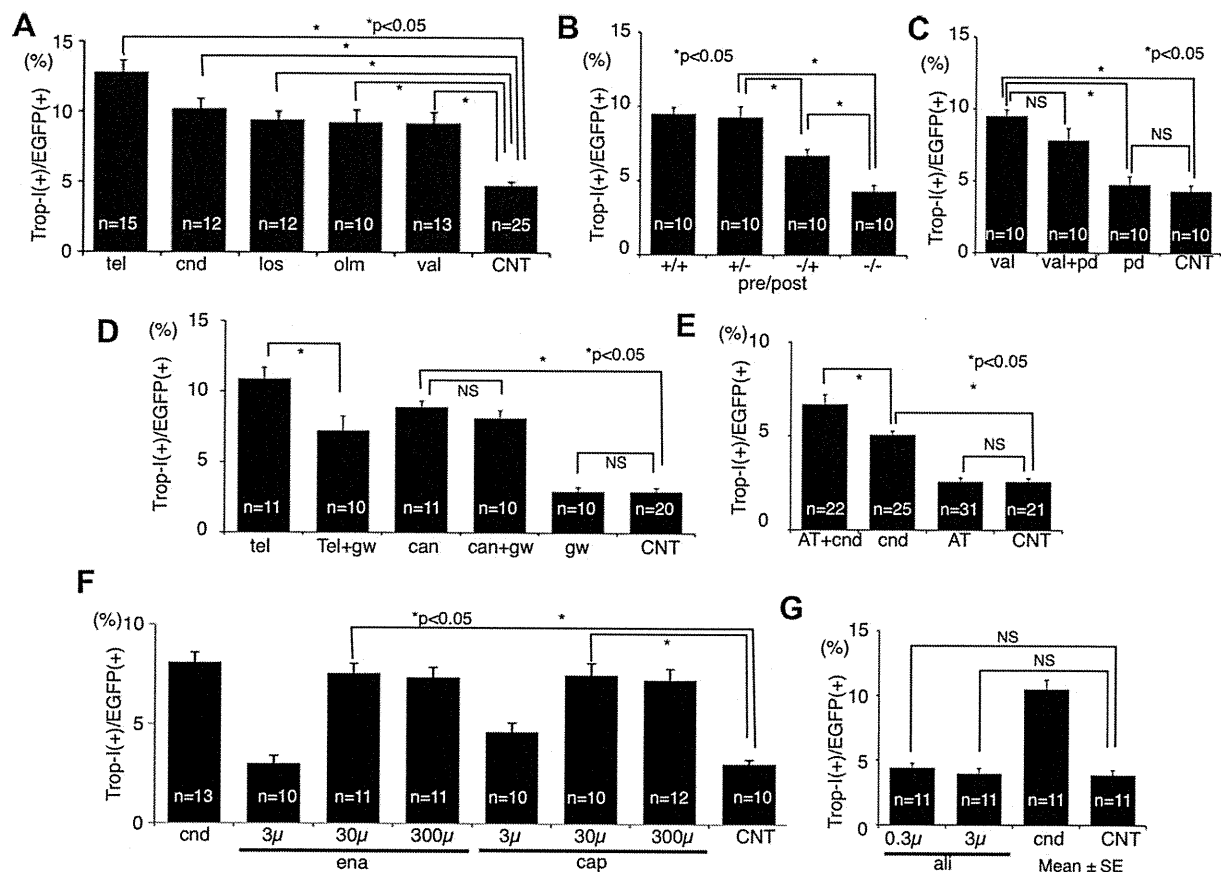 A
(%)
Trop-I(+)/EGFP(+)
15
10
5
0
*p<0.05
*
*
*
*
*
n=15
n=12
n=12
n=10
n=13
n=25
tel
cnd
los
olm
val
CNT
B
(%)
Trop-I(+)/EGFP(+)
15
10
5
0
*p<0.05
*
*
*
n=10
n=10
n=10
n=10
+/+
+/-
-/+
-/-
pre/post
C
(%)
Trop-I(+)/EGFP(+)
15
10
5
0
*p<0.05
*
NS
*
NS
n=10
n=10
n=10
n=10
val
val+pd
pd
CNT
D
(%)
Trop-I(+)/EGFP(+)
15
10
5
0
*
*
*p<0.05
NS
NS
n=11
n=10
n=11
n=10
n=10
n=20
tel
Tel+gw
can
can+gw
gw
CNT
E
(%)
Trop-I(+)/EGFP(+)
10
5
0
*p<0.05
*
*
NS
n=22
n=25
n=31
n=21
AT+cnd
cnd
AT
CNT
F
(%)
Trop-I(+)/EGFP(+)
10
5
0
*p<0.05
*
*
n=13
n=10
n=11
n=11
n=10
n=10
n=12
n=10
cnd
3μ
30μ
300μ
3μ
30μ
300μ
CNT
ena
cap
G
(%)
Trop-I(+)/EGFP(+)
15
10
5
0
NS
NS
n=11
n=11
n=11
n=11
0.3μ
3μ
cnd
CNT
ali
Mean ± SE